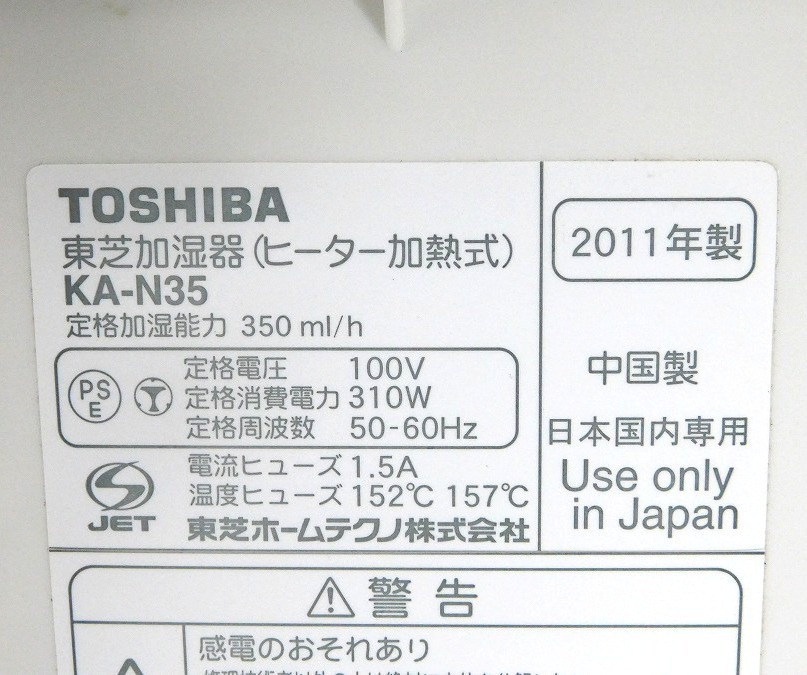 TOSHIBA
東芝加湿器(ヒーター加熱式)
KA-N35
定格加湿能力 350 ml/h
PS
E
定格電圧 100V
定格消費電力 310W
定格周波数 50-60Hz
JET
電流ヒューズ 1.5A
温度ヒューズ 152℃ 157℃
東芝ホームテクノ株式会社
2011年製
中国製
日本国内専用
Use only
in Japan
⚠警告
感電のおそれあり